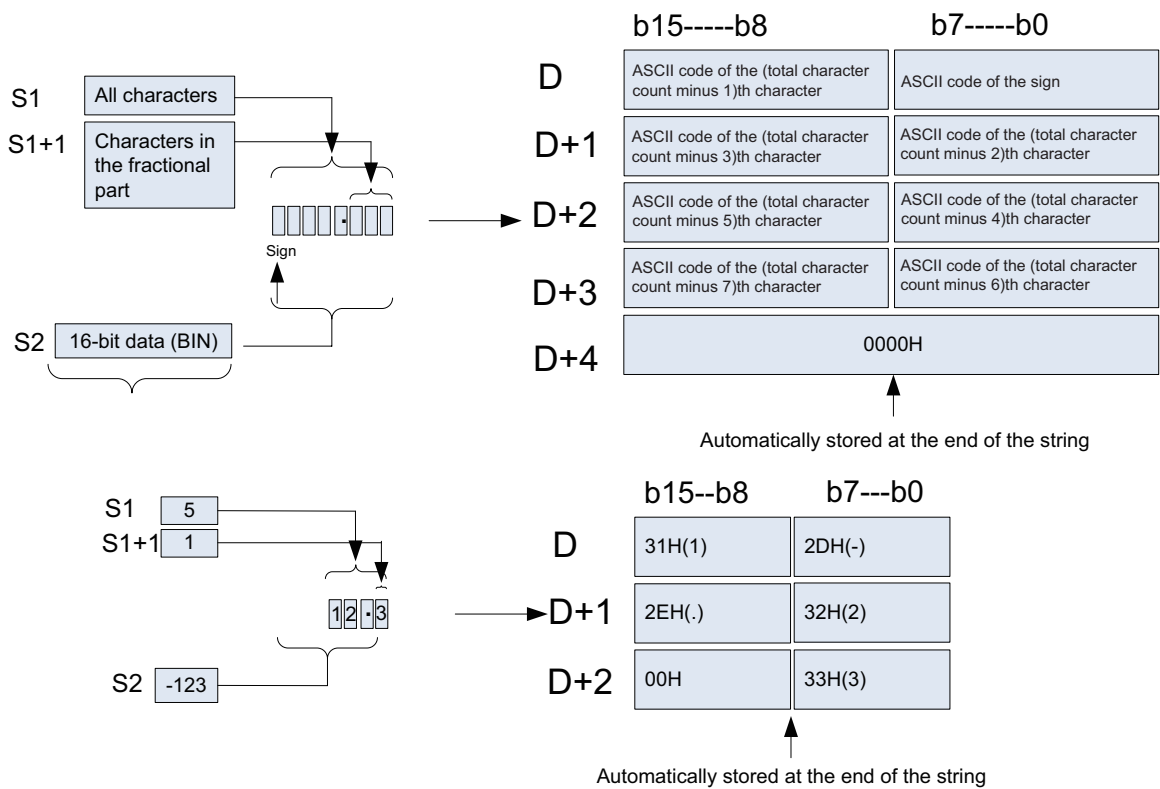 b15-----b8
b7-----b0
S1
All characters
S1+1
Characters in
the fractional
part
.
Sign
S2
16-bit data (BIN)
D
ASCII code of the (total character
count minus 1)th character
ASCII code of the sign
D+1
ASCII code of the (total character
count minus 3)th character
ASCII code of the (total character
count minus 2)th character
D+2
ASCII code of the (total character
count minus 5)th character
ASCII code of the (total character
count minus 4)th character
D+3
ASCII code of the (total character
count minus 7)th character
ASCII code of the (total character
count minus 6)th character
D+4
0000H
Automatically stored at the end of the string
S1
5
S1+1
1
12.3
S2
-123
b15--b8
b7---b0
D
31H(1)
2DH(-)
D+1
2EH(.)
32H(2)
D+2
00H
33H(3)
Automatically stored at the end of the string